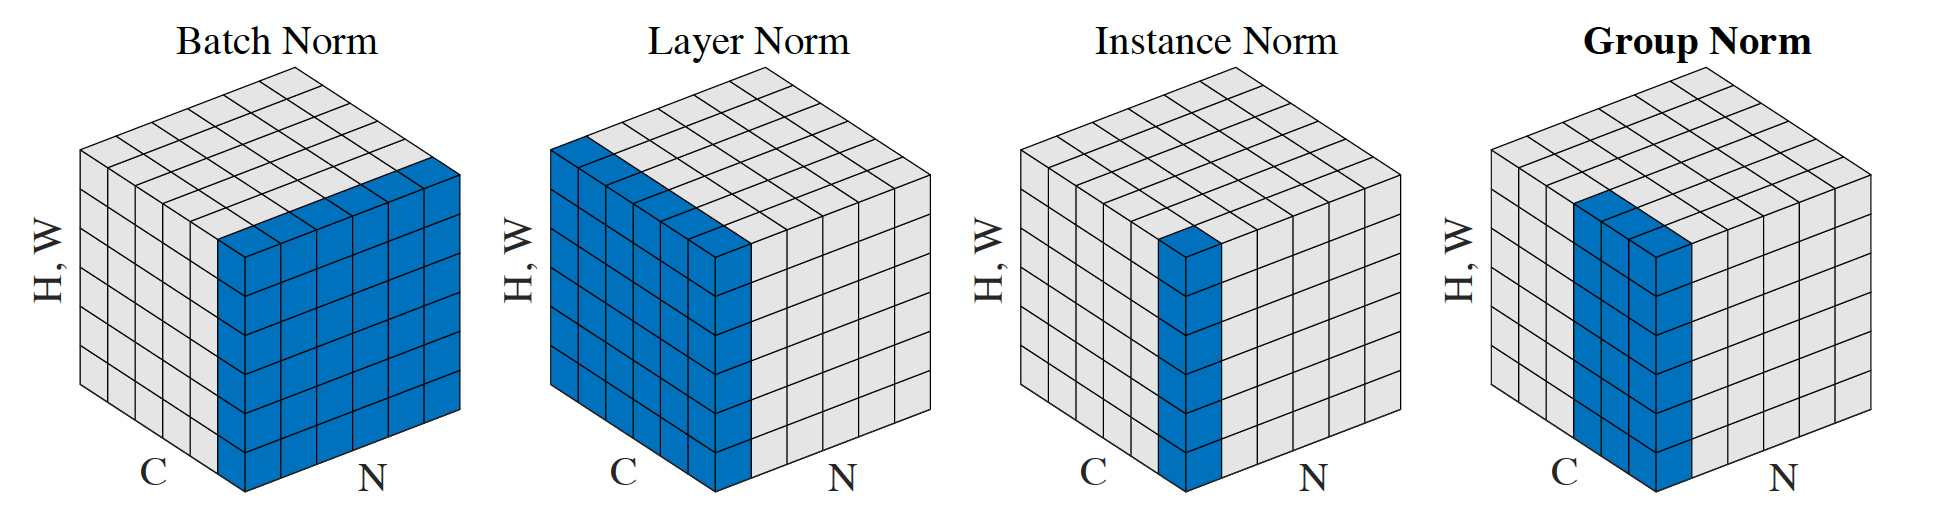 Batch Norm
Layer Norm
Instance Norm
Group Norm
H, W
C
N
H, W
C
N
H, W
C
N
H, W
C
N